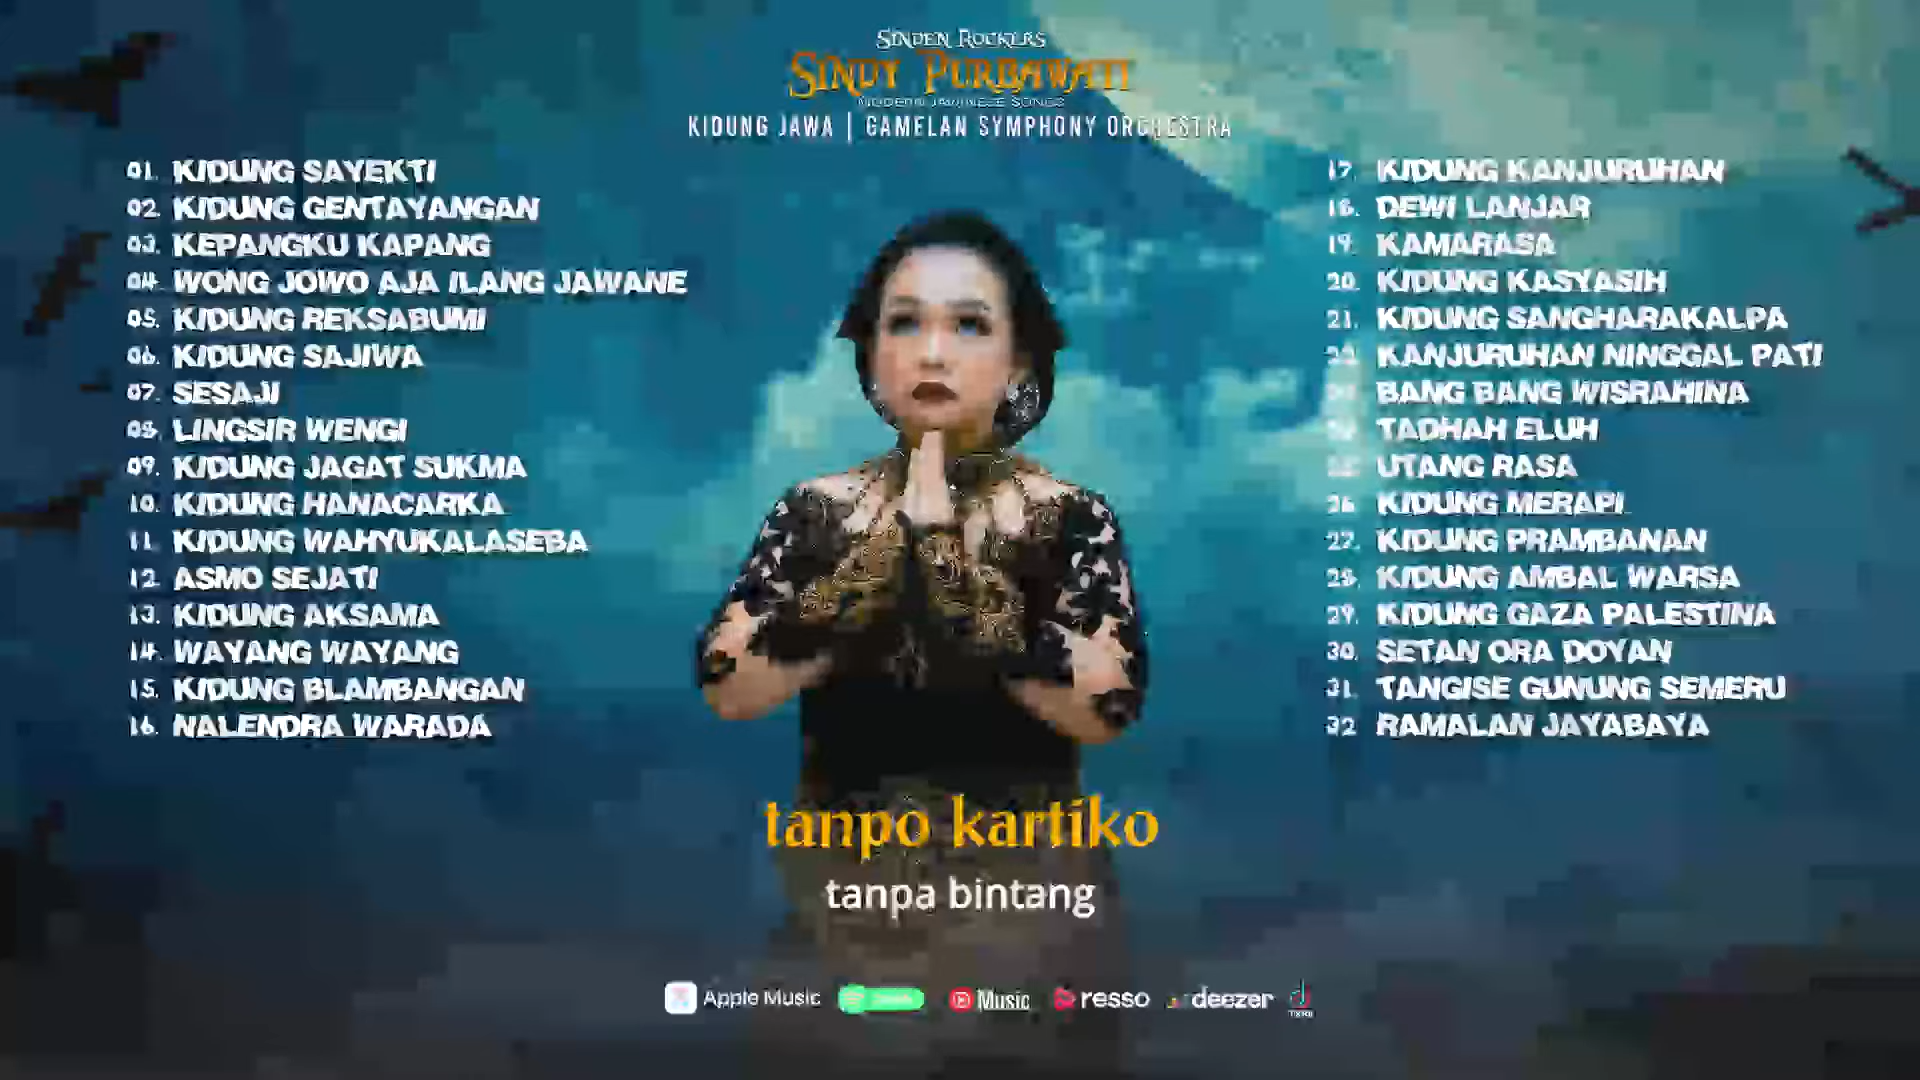 SINDEN ROCKERS
SINDY PURBAWATI
MODERN JAVANESE SONGS
KIDUNG JAWA | GAMELAN SYMPHONY ORCHESTRA
01. KIDUNG SAYEKTI
02. KIDUNG GENTAYANGAN
03. KEPANGKU KAPANG
04. WONG JOWO AJA ILANG JAWANE
05. KIDUNG REKSABUMI
06. KIDUNG SAJIWA
07. SESAJI
08. LINGSIR WENGI
09. KIDUNG JAGAT SUKMA
10. KIDUNG HANACARKA
11. KIDUNG WAHYUKALASEBA
12. ASMO SEJATI
13. KIDUNG AKSAMA
14. WAYANG WAYANG
15. KIDUNG BLAMBANGAN
16. NALENDRA WARADA
17. KIDUNG KANJURUHAN
18. DEWI LANJAR
19. KAMARASA
20. KIDUNG KASYASIH
21. KIDUNG SANGHARAKALPA
22. KANJURUHAN NINGGAL PATI
BANG BANG WISRAHINA
TADHAH ELUH
UTANG RASA
26. KIDUNG MERAPI
27. KIDUNG PRAMBANAN
28. KIDUNG AMBAL WARSA
29. KIDUNG GAZA PALESTINA
30. SETAN ORA DOYAN
31. TANGISE GUNUNG SEMERU
32 RAMALAN JAYABAYA
tanpo kartiko
tanpa bintang
Apple Music Music resso deezer